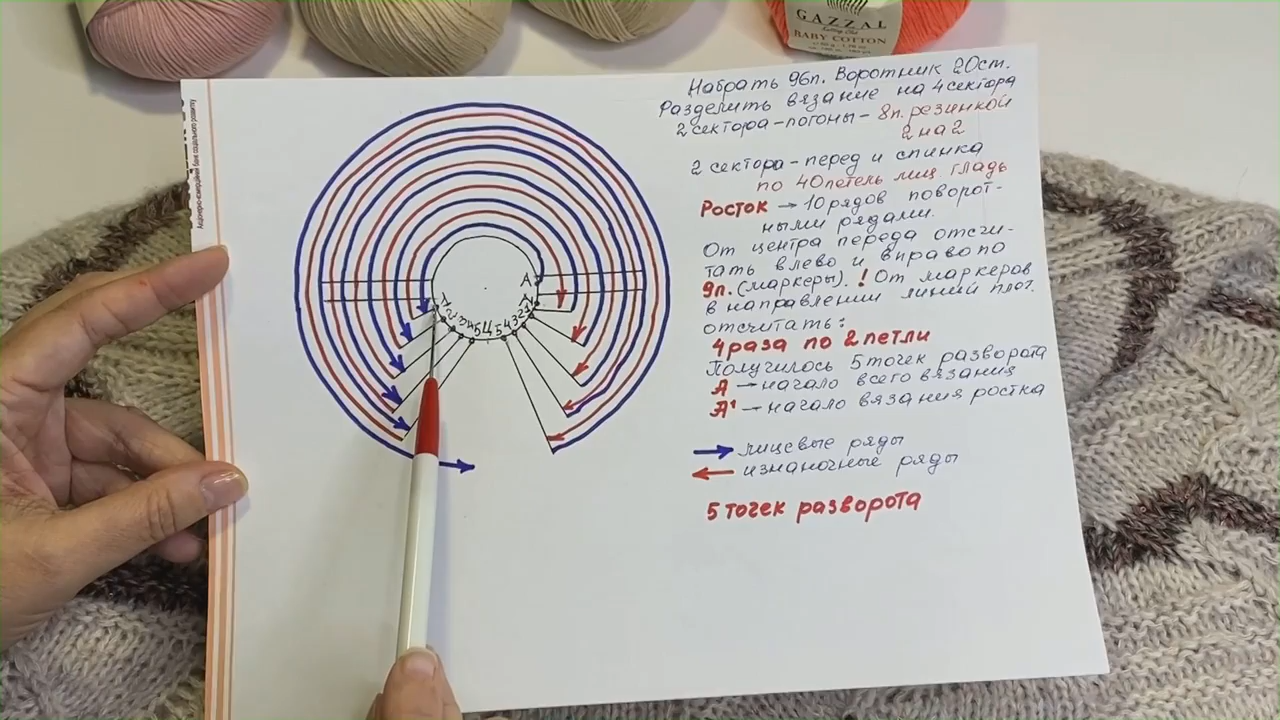 GAZZAL
BABY COTTON
Набрать 96п. Воротник 20см.
Разделить вязание на 4 сектора
2 сектора-погоны-8п. резинкой
2 на 2
2 сектора-перед и спинка
по 40 петель лиц. гладь
Росток → 10 рядов поворот-
ными рядами.
От центра переда отсчи-
тать влево и вправо по
9п. (маркеры). ! От маркеров
в направлении линий плог.
отсчитать:
4 раза по 2 петли
Получилось 5 точек разворота
А → начало всего вязания
А¹ → начало вязания ростка
→ лицевые ряды
← изнаночные ряды
5 точек разворота
А